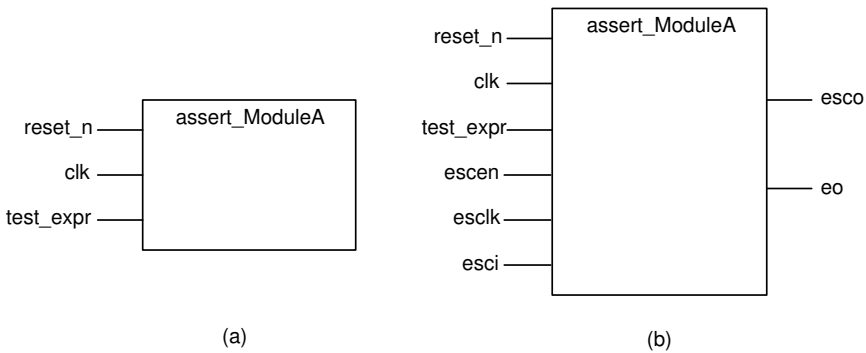 assert_ModuleA
reset_n
clk
test_expr
(a)
assert_ModuleA
reset_n
clk
test_expr
escen
esclk
esci
esco
eo
(b)